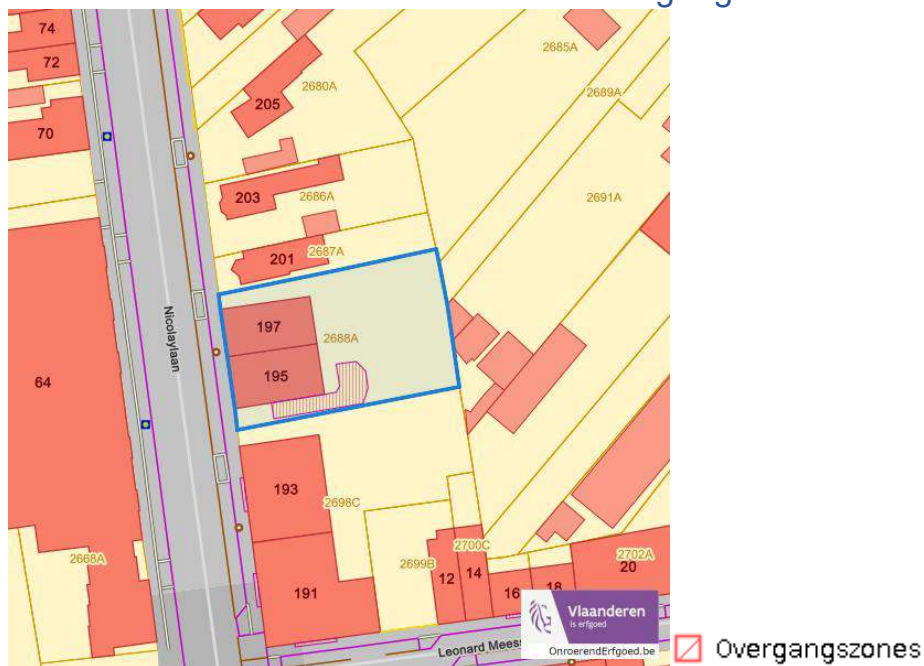 74
72
70
2680A
205
2685A
2689A
203
2686A
2691A
201
2687A
Nicolaylaan
197
2688A
195
64
193
2698C
2668A
191
2699B
2700C
12
14
16
18
2702A
20
Vlaanderen
is erfgoed
OnroerendErfgoed.be
Leonard
Overgangszones